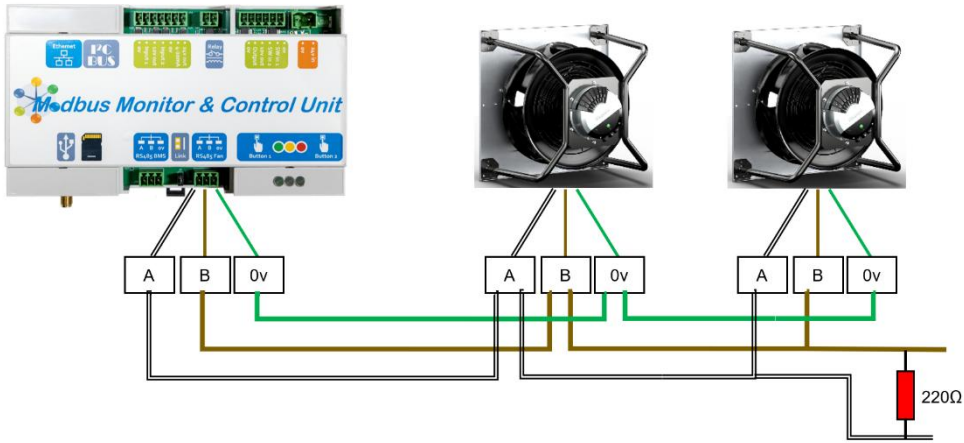 Ethernet
I²C
BUS
Relay
Modbus Monitor & Control Unit
A B 0v
RS485 BMS
Link
A B 0v
RS485 Fan
Button 1
Button 2
A
B
0v
A
B
0v
A
B
0v
220Ω